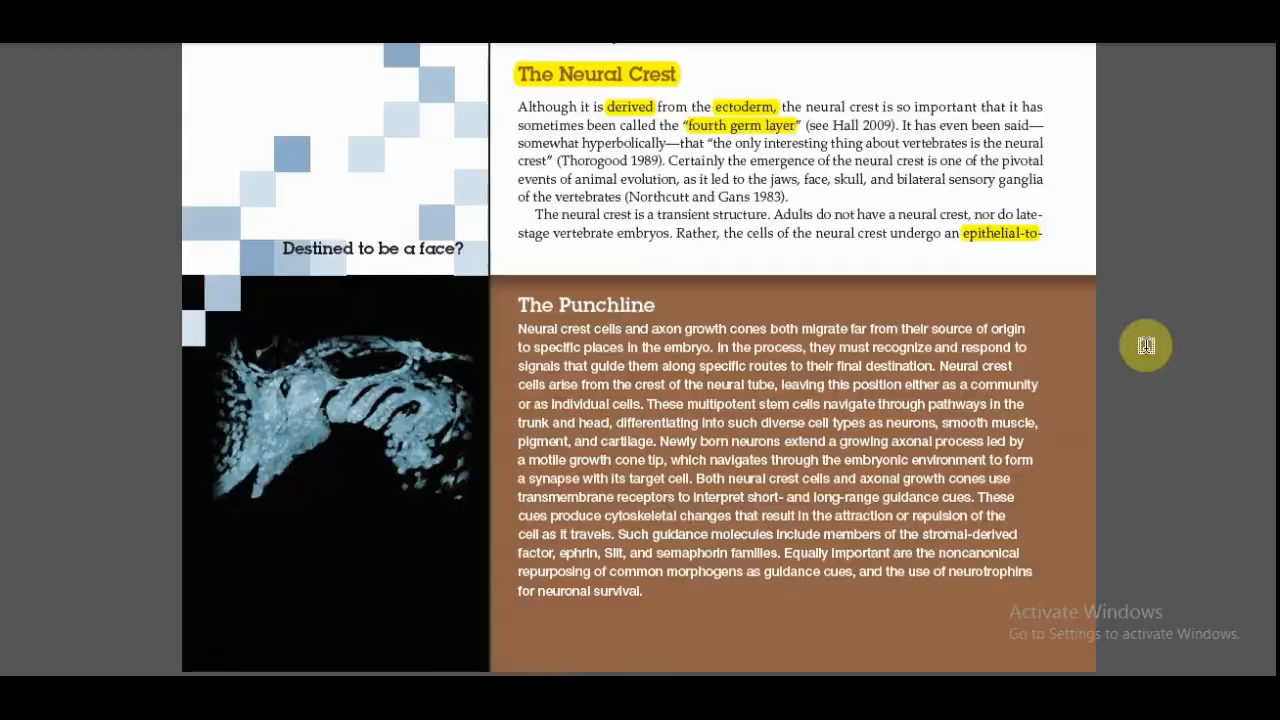 The Neural Crest
Although it is derived from the ectoderm, the neural crest is so important that it has
sometimes been called the “fourth germ layer” (see Hall 2009). It has even been said—
somewhat hyperbolically—that “the only interesting thing about vertebrates is the neural
crest” (Thorogood 1989). Certainly the emergence of the neural crest is one of the pivotal
events of animal evolution, as it led to the jaws, face, skull, and bilateral sensory ganglia
of the vertebrates (Northcutt and Gans 1983).
The neural crest is a transient structure. Adults do not have a neural crest, nor do late-
stage vertebrate embryos. Rather, the cells of the neural crest undergo an epithelial-to-
Destined to be a face?
The Punchline
Neural crest cells and axon growth cones both migrate far from their source of origin
to specific places in the embryo. In the process, they must recognize and respond to
signals that guide them along specific routes to their final destination. Neural crest
cells arise from the crest of the neural tube, leaving this position either as a community
or as individual cells. These multipotent stem cells navigate through pathways in the
trunk and head, differentiating into such diverse cell types as neurons, smooth muscle,
pigment, and cartilage. Newly born neurons extend a growing axonal process led by
a motile growth cone tip, which navigates through the embryonic environment to form
a synapse with its target cell. Both neural crest cells and axonal growth cones use
transmembrane receptors to interpret short- and long-range guidance cues. These
cues produce cytoskeletal changes that result in the attraction or repulsion of the
cell as it travels. Such guidance molecules include members of the stromal-derived
factor, ephrin, Slit, and semaphorin families. Equally important are the noncanonical
repurposing of common morphogens as guidance cues, and the use of neurotrophins
for neuronal survival.
Activate Windows
Go to Settings to activate Windows.